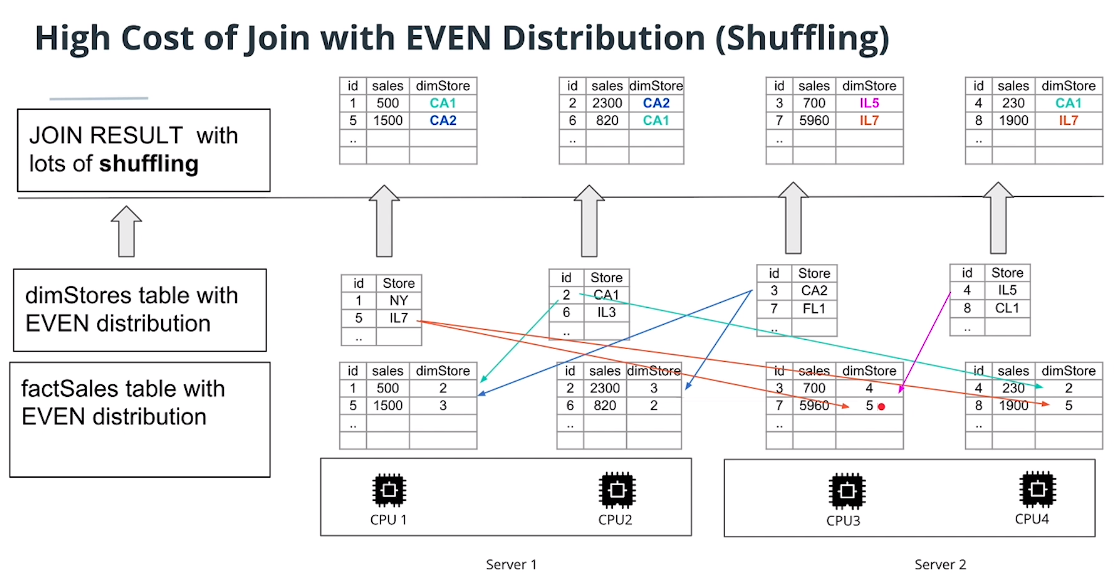 High Cost of Join with EVEN Distribution (Shuffling)
JOIN RESULT with
lots of shuffling
id sales dimStore
1 500 CA1
5 1500 CA2
..
id sales dimStore
2 2300 CA2
6 820 CA1
..
id sales dimStore
3 700 IL5
7 5960 IL7
..
id sales dimStore
4 230 CA1
8 1900 IL7
..
dimStores table with
EVEN distribution
id Store
1 NY
5 IL7
..
id Store
2 CA1
6 IL3
..
id Store
3 CA2
7 FL1
..
id Store
4 IL5
8 CL1
..
factSales table with
EVEN distribution
id sales dimStore
1 500 2
5 1500 3
..
id sales dimStore
2 2300 3
6 820 2
..
id sales dimStore
3 700 4
7 5960 5
..
id sales dimStore
4 230 2
8 1900 5
..
CPU 1
CPU2
CPU3
CPU4
Server 1
Server 2